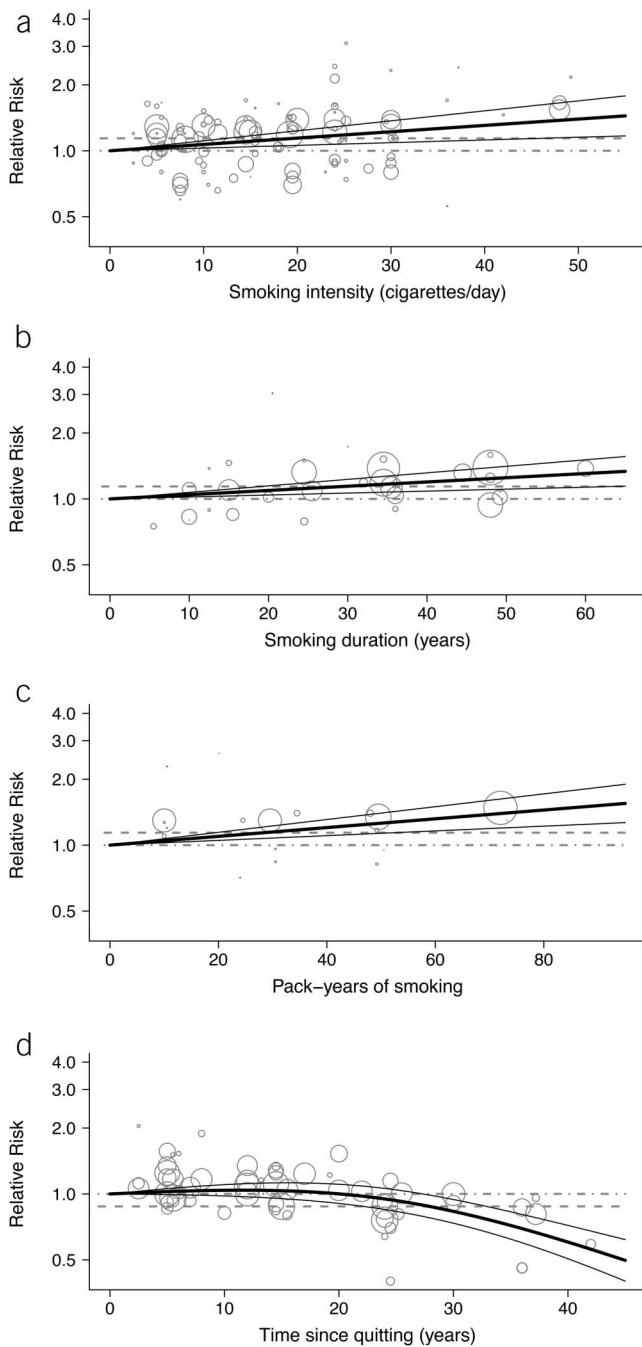 a
4.0
3.0
2.0
1.0
0.5
Relative Risk
0 10 20 30 40 50
Smoking intensity (cigarettes/day)
b
4.0
3.0
2.0
1.0
0.5
Relative Risk
0 10 20 30 40 50 60
Smoking duration (years)
c
4.0
3.0
2.0
1.0
0.5
Relative Risk
0 20 40 60 80
Pack–years of smoking
d
4.0
3.0
2.0
1.0
0.5
Relative Risk
0 10 20 30 40
Time since quitting (years)